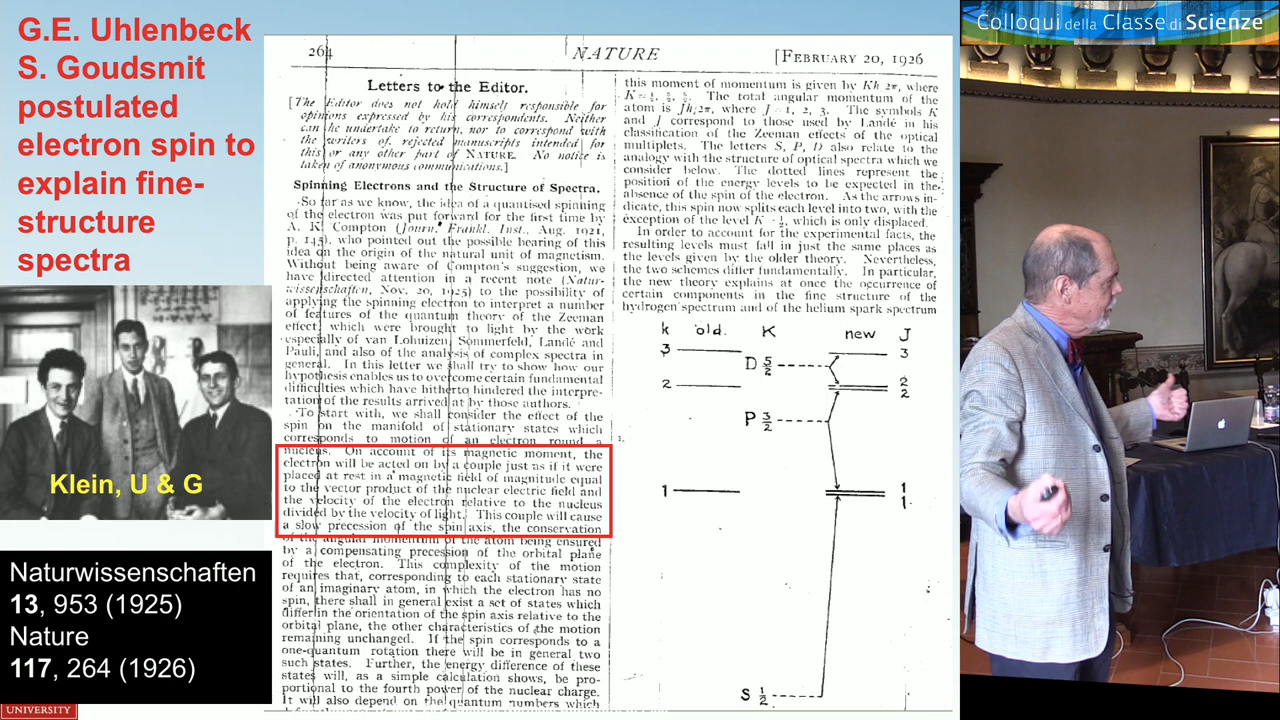 G.E. Uhlenbeck
S. Goudsmit
postulated
electron spin to
explain fine-
structure
spectra
Klein, U & G
Naturwissenschaften
13, 953 (1925)
Nature
117, 264 (1926)
UNIVERSITY
264
NATURE
[FEBRUARY 20, 1926
Letters to the Editor.
[The Editor does not hold himself responsible for
opinions expressed by his correspondents. Neither
can he undertake to return, nor to correspond with
the writers of, rejected manuscripts intended for
this or any other part of NATURE. No notice is
taken of anonymous communications.]
Spinning Electrons and the Structure of Spectra.
So far as we know, the idea of a quantised spinning
of the electron was put forward for the first time by
A. K. Compton (Journ. Frankl. Inst., Aug. 1921,
p. 145), who pointed out the possible bearing of this
idea on the origin of the natural unit of magnetism.
Without being aware of Compton's suggestion, we
have directed attention in a recent note (Natur-
wissenschaften, Nov. 20, 1925) to the possibility of
applying the spinning electron to interpret a number
of features of the quantum theory of the Zeeman
effect, which were brought to light by the work
especially of van Lohuizen, Sommerfeld, Landé and
Pauli, and also of the analysis of complex spectra in
general. In this letter we shall try to show how our
hypothesis enables us to overcome certain fundamental
difficulties which have hitherto hindered the interpre-
tation of the results arrived at by those authors.
To start with, we shall consider the effect of the
spin on the manifold of stationary states which
corresponds to motion of an electron round a
nucleus. On account of its magnetic moment, the
electron will be acted on by a couple just as if it were
placed at rest in a magnetic field of magnitude equal
to the vector product of the nuclear electric field and
the velocity of the electron relative to the nucleus
divided by the velocity of light. This couple will cause
a slow precession of the spin axis, the conservation
of the angular momentum of the atom being ensured
by a compensating precession of the orbital plane
of the electron. This complexity of the motion
requires that, corresponding to each stationary state
of an imaginary atom, in which the electron has no
spin, there shall in general exist a set of states which
differ in the orientation of the spin axis relative to the
orbital plane, the other characteristics of the motion
remaining unchanged. If the spin corresponds to a
one-quantum rotation there will be in general two
such states. Further, the energy difference of these
states will, as a simple calculation shows, be pro-
portional to the fourth power of the nuclear charge.
It will also depend on the quantum numbers which
this moment of momentum is given by Kh 2π, where
K = ½, 3/2, 5/2. The total angular momentum of the
atom is Jh 2π, where J = 1, 2, 3. The symbols K
and J correspond to those used by Landé in his
classification of the Zeeman effects of the optical
multiplets. The letters S, P, D also relate to the
analogy with the structure of optical spectra which we
consider below. The dotted lines represent the
position of the energy levels to be expected in the
absence of the spin of the electron. As the arrows in-
dicate, this spin now splits each level into two, with the
exception of the level K = ½, which is only displaced.
In order to account for the experimental facts, the
resulting levels must fall in just the same places as
the levels given by the older theory. Nevertheless,
the two schemes differ fundamentally. In particular,
the new theory explains at once the occurrence of
certain components in the fine structure of the
hydrogen spectrum and of the helium spark spectrum
k old. K new J
3 D 5/2 3
2 2
2
P 3/2
1 1
1
S 1/2
Colloqui della Classe di Scienze